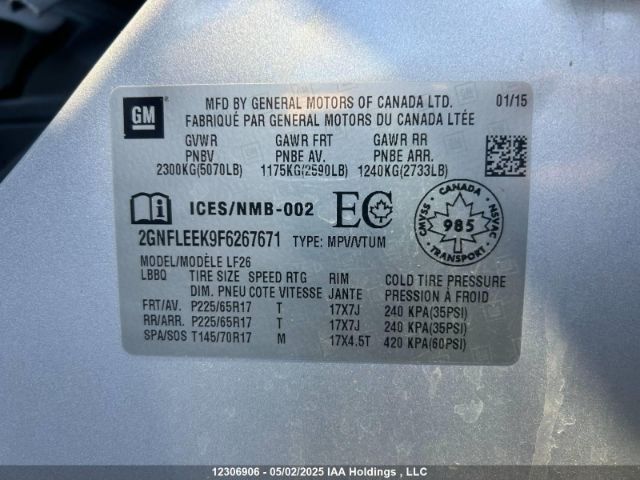 GM
MFD BY GENERAL MOTORS OF CANADA LTD. 01/15
FABRIQUÉ PAR GENERAL MOTORS DU CANADA LTÉE
GVWR GAWR FRT GAWR RR
PNBV PNBE AV. PNBE ARR.
2300KG(5070LB) 1175KG(2590LB) 1240KG(2733LB)
i ICES/NMB-002 EC CANADA CMVSS 985 NSVAC
2GNFLEEK9F6267671 TYPE: MPV/VTUM
MODEL/MODÈLE LF26
LBBQ TIRE SIZE SPEED RTG RIM COLD TIRE PRESSURE
DIM. PNEU COTE VITESSE JANTE PRESSION À FROID
FRT/AV. P225/65R17 T 17X7J 240 KPA(35PSI)
RR/ARR. P225/65R17 T 17X7J 240 KPA(35PSI)
SPA/SOS T145/70R17 M 17X4.5T 420 KPA(60PSI)
12306906 - 05/02/2025 IAA Holdings , LLC